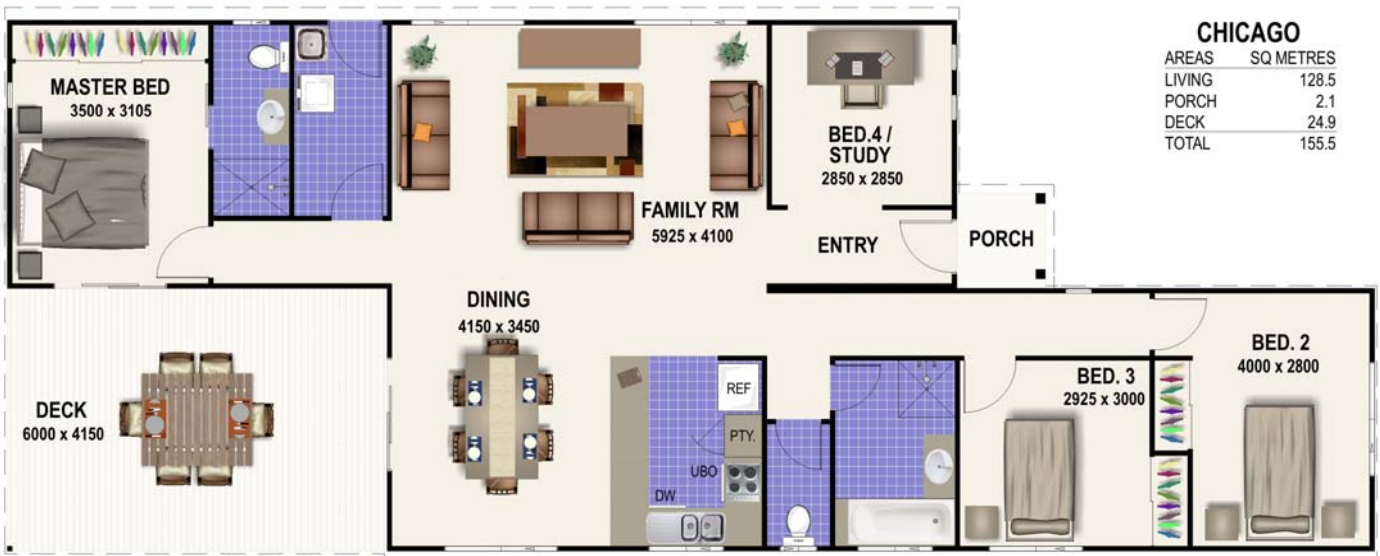 CHICAGO
AREAS SQ METRES
LIVING 128.5
PORCH 2.1
DECK 24.9
TOTAL 155.5
MASTER BED
3500 x 3105
BED.4 /
STUDY
2850 x 2850
FAMILY RM
5925 x 4100
ENTRY
PORCH
DINING
4150 x 3450
DECK
6000 x 4150
REF
PTY.
UBO
DW
BED. 3
2925 x 3000
BED. 2
4000 x 2800